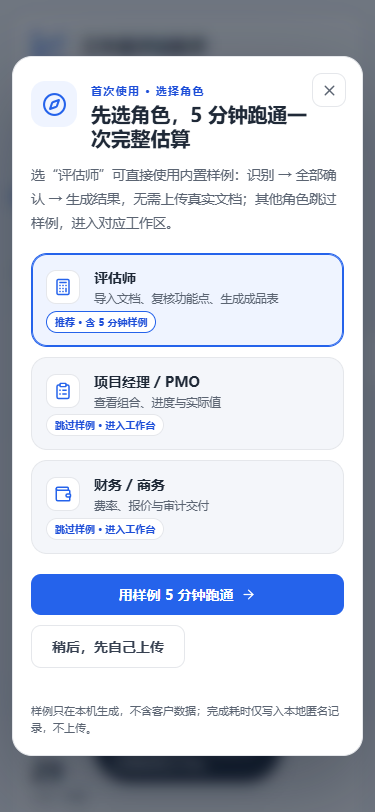 首次使用 • 选择角色
先选角色，5 分钟跑通一
次完整估算
选“评估师”可直接使用内置样例：识别 → 全部确
认 → 生成结果，无需上传真实文档；其他角色跳过
样例，进入对应工作区。
评估师
导入文档、复核功能点、生成成品表
推荐 • 含 5 分钟样例
项目经理 / PMO
查看组合、进度与实际值
跳过样例 • 进入工作台
财务 / 商务
费率、报价与审计交付
跳过样例 • 进入工作台
用样例 5 分钟跑通 →
稍后，先自己上传
样例只在本机生成，不含客户数据；完成耗时仅写入本地匿名记
录，不上传。